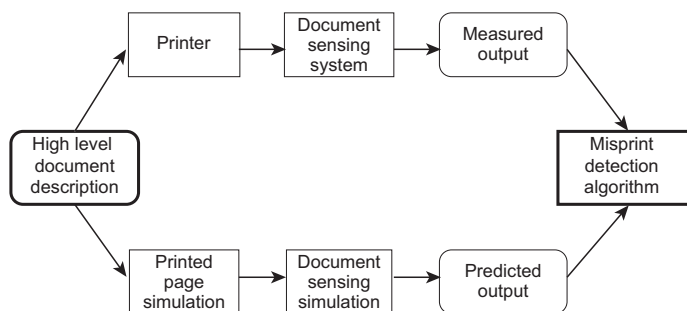 Printer
Document
sensing
system
Measured
output
High level
document
description
Misprint
detection
algorithm
Printed
page
simulation
Document
sensing
simulation
Predicted
output